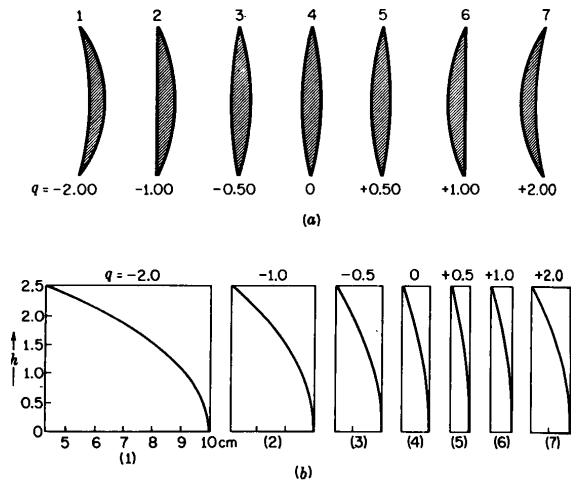 1 2 3 4 5 6 7
q = -2.00 -1.00 -0.50 0 +0.50 +1.00 +2.00
(a)
q = -2.0 -1.0 -0.5 0 +0.5 +1.0 +2.0
2.5
2.0
1.5
1.0
0.5
0
h
5 6 7 8 9 10 cm
(1) (2) (3) (4) (5) (6) (7)
(b)